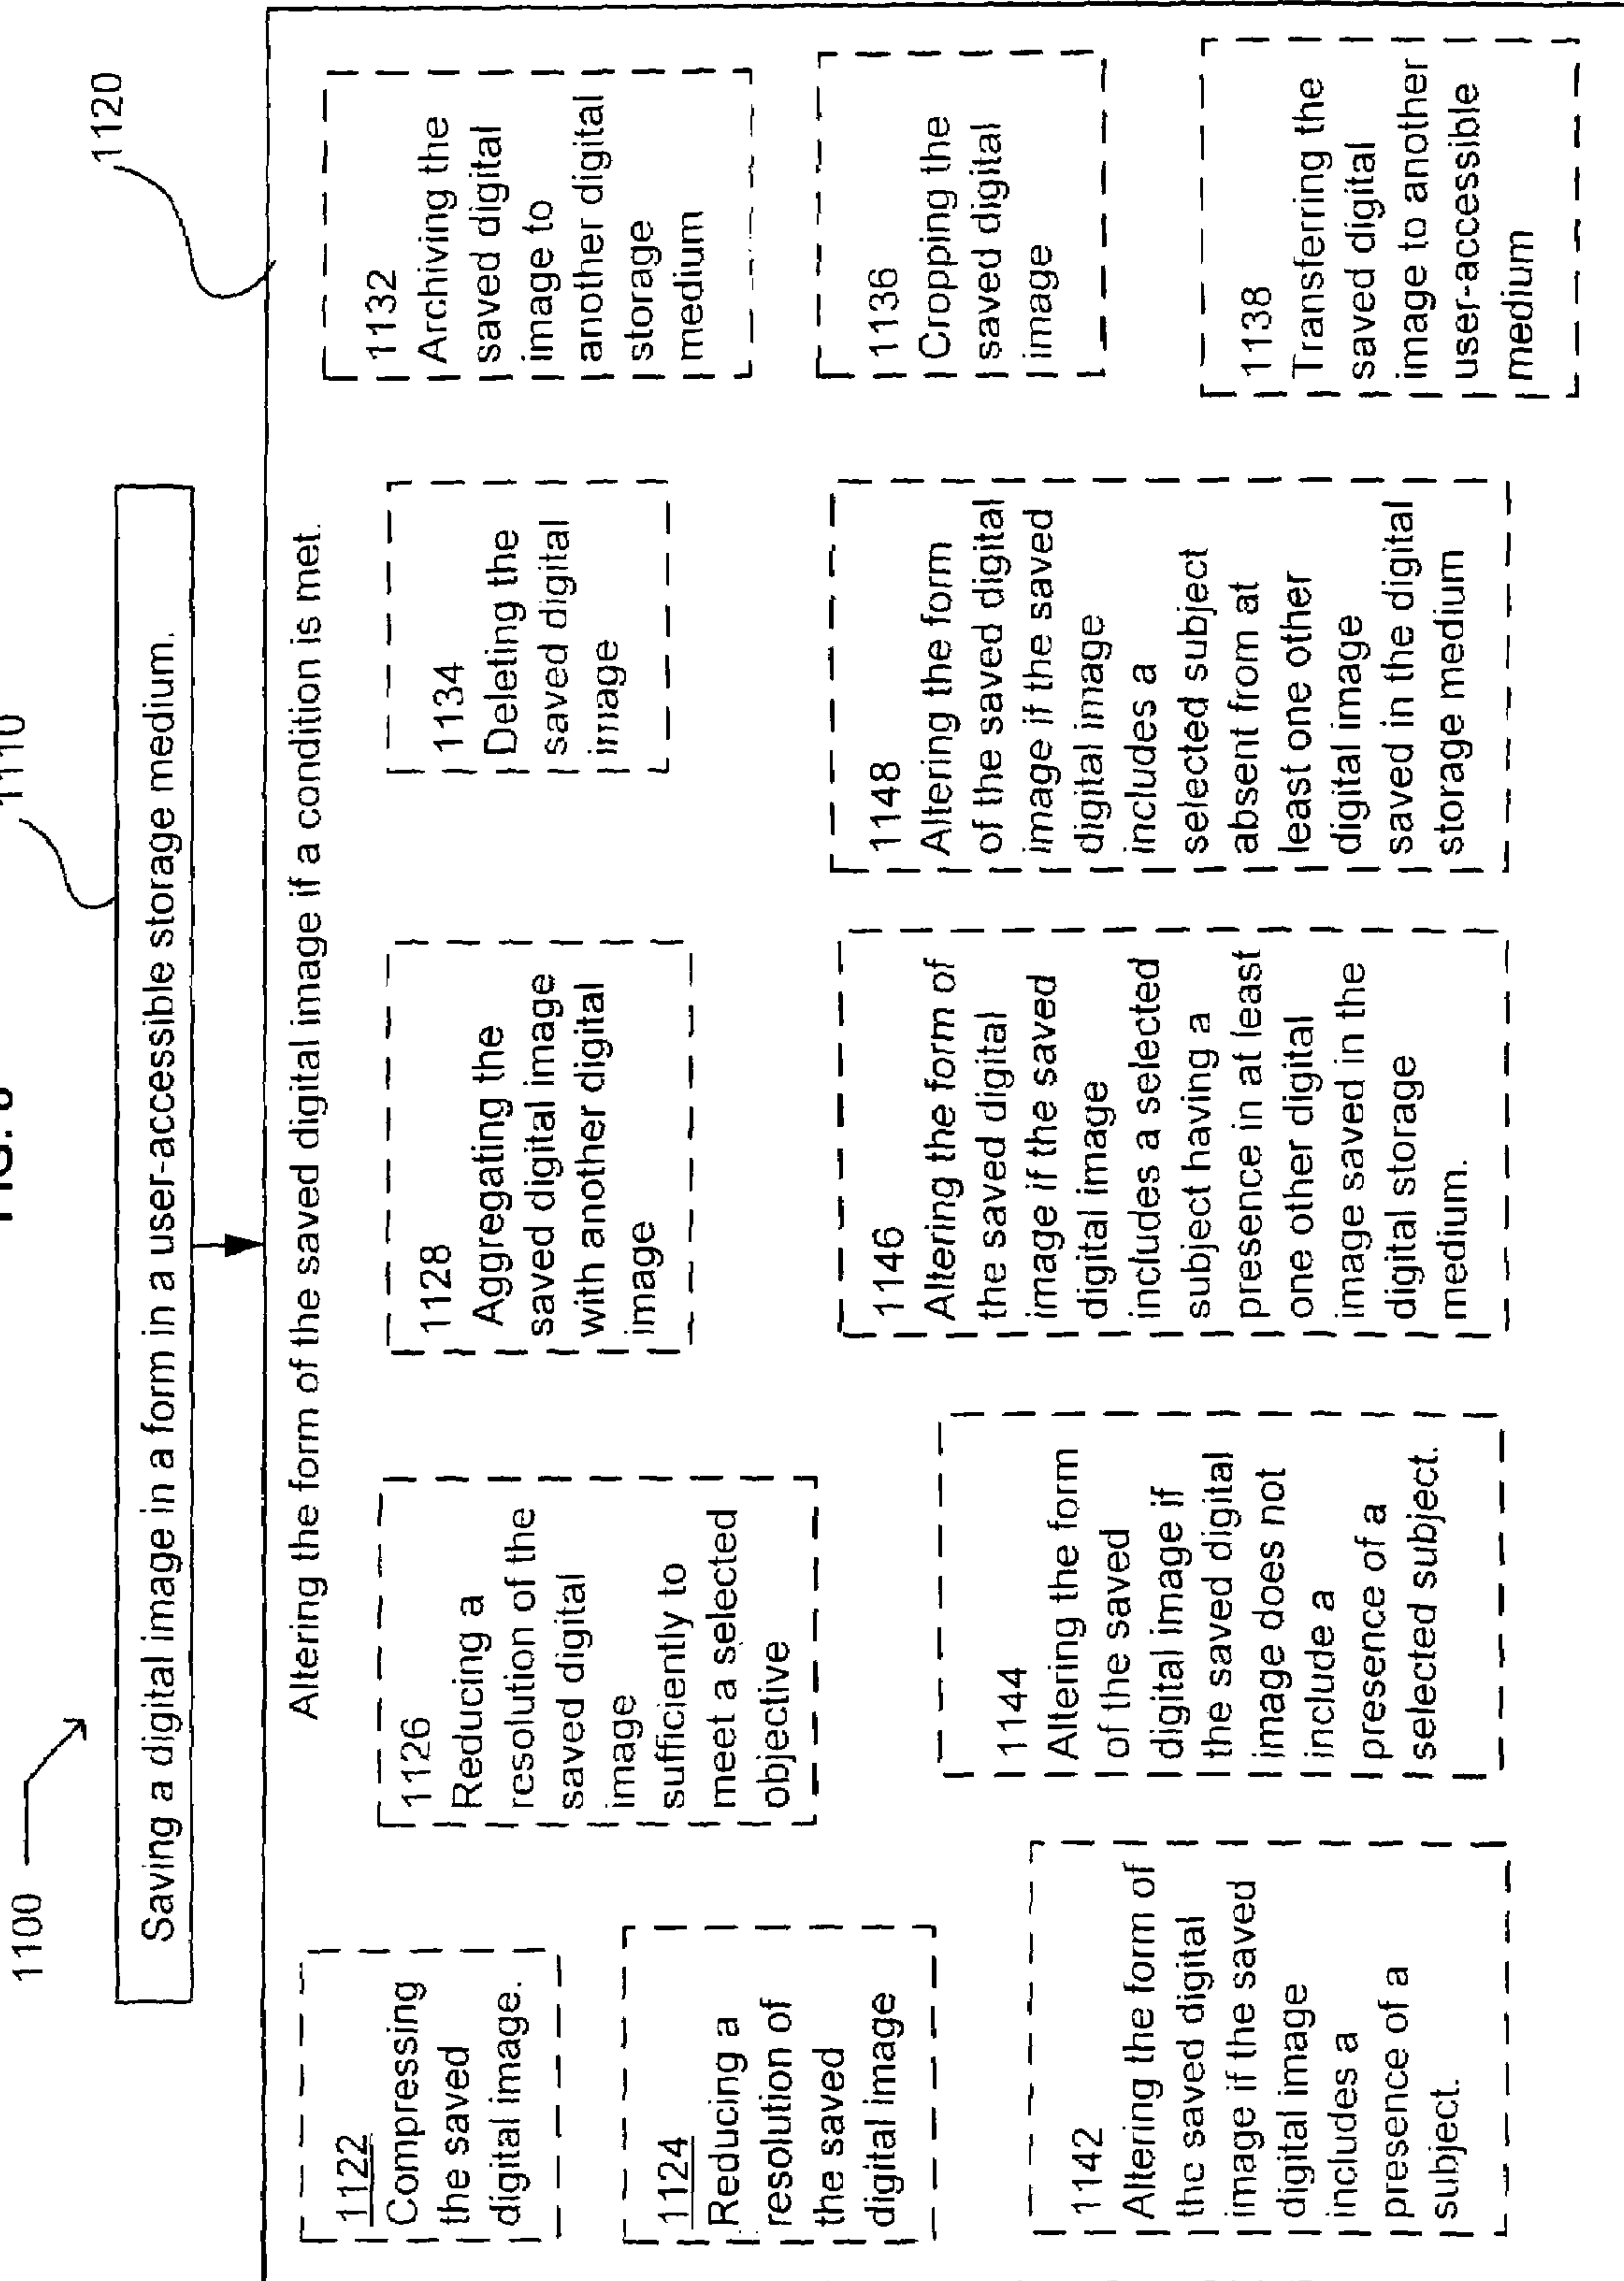 1100
1110
Saving a digital image in a form in a user-accessible storage medium.
1120
Altering the form of the saved digital image if a condition is met.
1122
Compressing
the saved
digital image.
1124
Reducing a
resolution of
the saved
digital image
1126
Reducing a
resolution of the
saved digital
image
sufficiently to
meet a selected
objective
1128
Aggregating the
saved digital image
with another digital
image
1134
Deleting the
saved digital
image
1132
Archiving the
saved digital
image to
another digital
storage
medium
1136
Cropping the
saved digital
image
1138
Transferring the
saved digital
image to another
user-accessible
medium
1142
Altering the form of
the saved digital
image if the saved
digital image
includes a
presence of a
subject.
1144
Altering the form
of the saved
digital image if
the saved digital
image does not
include a
presence of a
selected subject.
1146
Altering the form of
the saved digital
image if the saved
digital image
includes a selected
subject having a
presence in at least
one other digital
image saved in the
digital storage
medium.
1148
Altering the form
of the saved digital
image if the saved
digital image
includes a
selected subject
absent from at
least one other
digital image
saved in the digital
storage medium